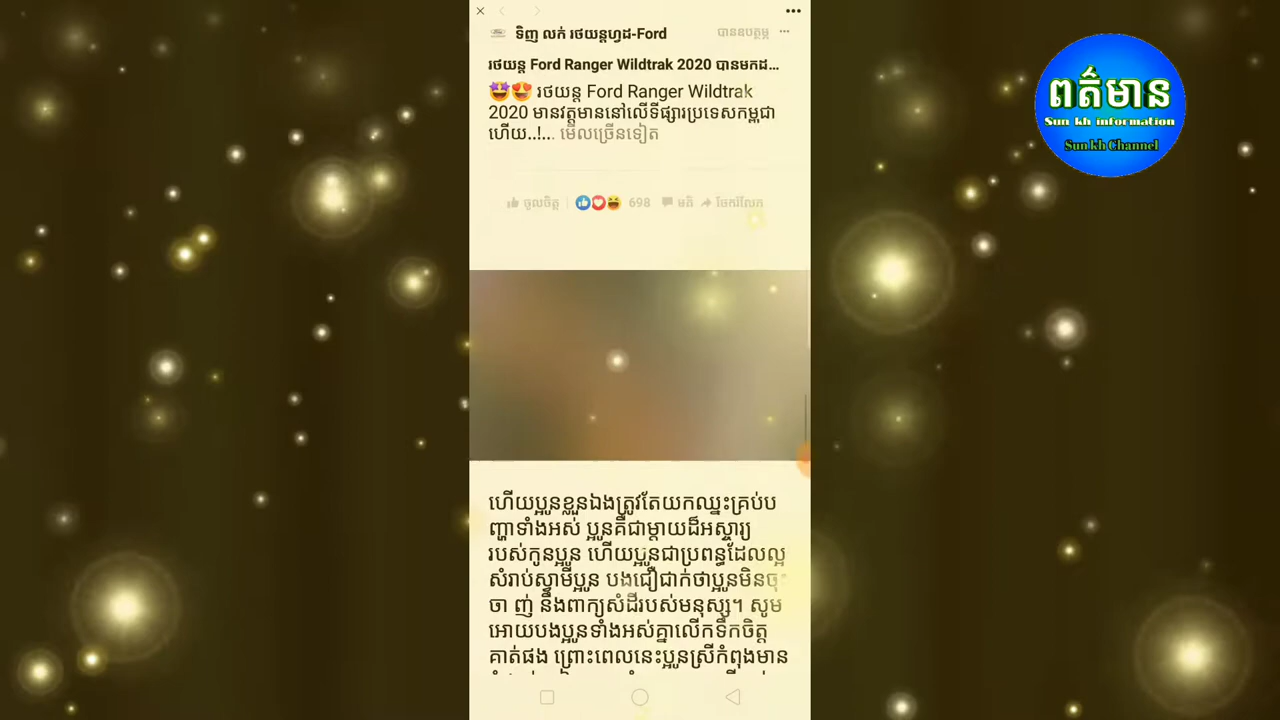 ទិញ លក់ រថយន្តហ្វដ-Ford
បានឧបត្ថម្ភ
រថយន្ត Ford Ranger Wildtrak 2020 បានមកដ...
រថយន្ត Ford Ranger Wildtrak
2020 មានវត្តមាននៅលើទីផ្សារប្រទេសកម្ពុជា
ហើយ..!... មើលច្រើនទៀត
ចូលចិត្ត 698 មតិ ចែករំលែក
ពត៌មាន
Sun kh information
Sun kh Channel
ហើយប្អូនខ្លួនឯងត្រូវតែយកឈ្នះគ្រប់ប
ញ្ហាទាំងអស់ ប្អូនគឺជាម្ដាយដ៏អស្ចារ្យ
របស់កូនប្អូន ហើយប្អូនជាប្រពន្ធដែលល្អ
សំរាប់ស្វាមីប្អូន បងជឿជាក់ថាប្អូនមិនចុះ
ចា ញ់ នឹងពាក្យសំដីរបស់មនុស្ស។ សូម
អោយបងប្អូនទាំងអស់គ្នាលើកទឹកចិត្ត
គាត់ផង ព្រោះពេលនេះប្អូនស្រីកំពុងមាន